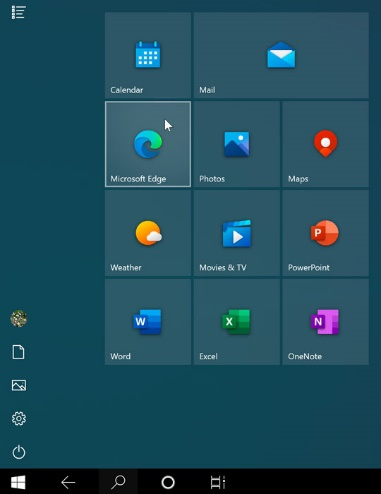 Calendar
Mail
Microsoft Edge
Photos
Maps
Weather
Movies & TV
P
PowerPoint
W
Word
X
Excel
N
OneNote